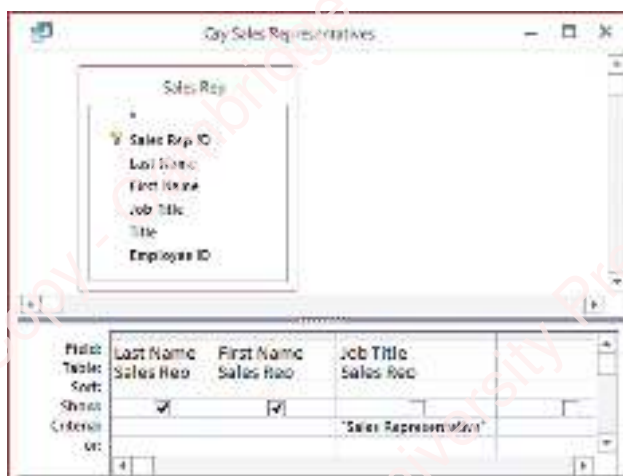 Qry Sales Representatives
Sales Rep
*
Sales Rep ID
Last Name
First Name
Job Title
Title
Employee ID
Field: Last Name First Name Job Title
Table: Sales Rep Sales Rep Sales Rep
Sort:
Show:
Criteria: "Sales Representative"
or: